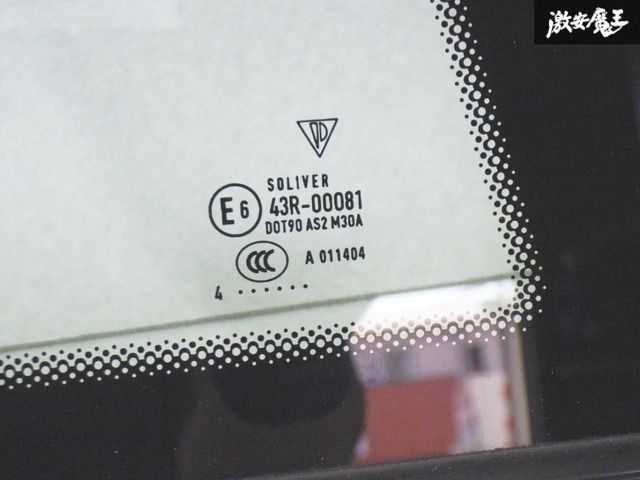 激安魔王
SOLIVER
E6 43R-00081
DOT90 AS2 M30A
CCC A 011404
4 . . . . . .